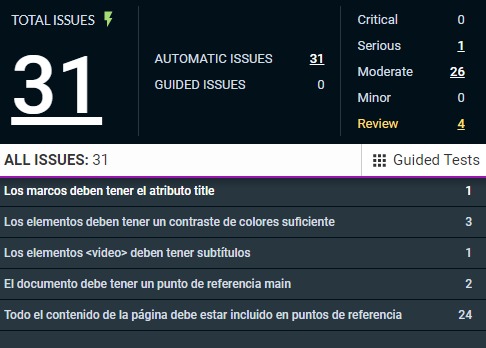 TOTAL ISSUES
31
AUTOMATIC ISSUES 31
GUIDED ISSUES 0
Critical 0
Serious 1
Moderate 26
Minor 0
Review 4
ALL ISSUES: 31
Guided Tests
Los marcos deben tener el atributo title 1
Los elementos deben tener un contraste de colores suficiente 3
Los elementos <video> deben tener subtítulos 1
El documento debe tener un punto de referencia main 2
Todo el contenido de la página debe estar incluido en puntos de referencia 24